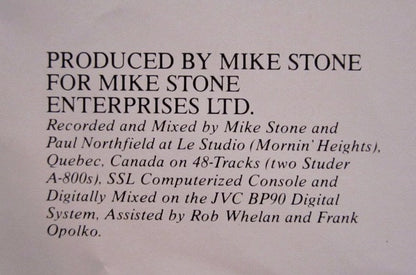 PRODUCED BY MIKE STONE
FOR MIKE STONE
ENTERPRISES LTD.
Recorded and Mixed by Mike Stone and
Paul Northfield at Le Studio (Mornin' Heights),
Quebec, Canada on 48-Tracks (two Studer
A-800s), SSL Computerized Console and
Digitally Mixed on the JVC BP90 Digital
System, Assisted by Rob Whelan and Frank
Opolko.